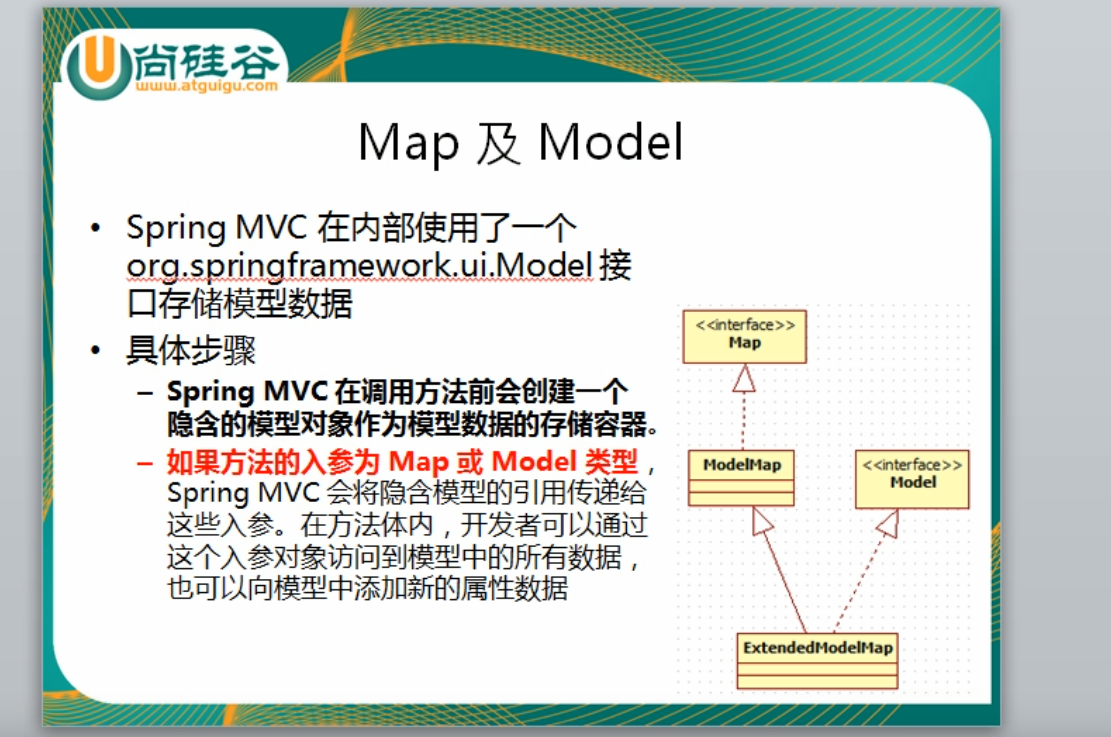 尚硅谷
www.atguigu.com
Map 及 Model
• Spring MVC 在内部使用了一个
org.springframework.ui.Model 接
口存储模型数据
• 具体步骤
– Spring MVC 在调用方法前会创建一个
隐含的模型对象作为模型数据的存储容器。
– 如果方法的入参为 Map 或 Model 类型，
Spring MVC 会将隐含模型的引用传递给
这些入参。在方法体内，开发者可以通过
这个入参对象访问到模型中的所有数据，
也可以向模型中添加新的属性数据
<<interface>>
Map
ModelMap
<<interface>>
Model
ExtendedModelMap